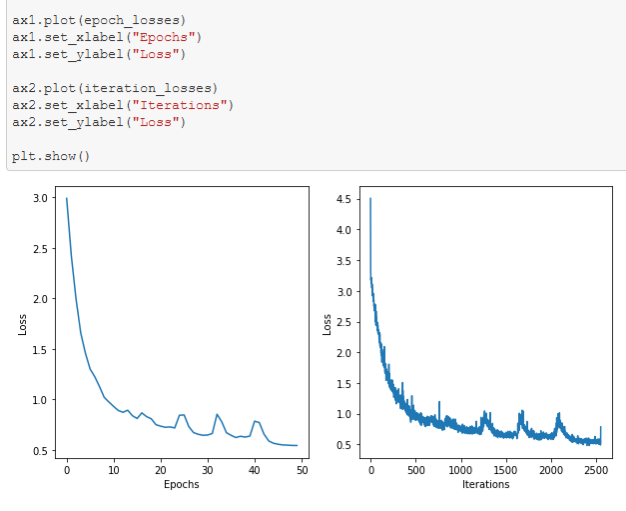 ax1.plot(epoch_losses)
ax1.set_xlabel("Epochs")
ax1.set_ylabel("Loss")
ax2.plot(iteration_losses)
ax2.set_xlabel("Iterations")
ax2.set_ylabel("Loss")
plt.show()
3.0
2.5
2.0
1.5
1.0
0.5
Loss
0 10 20 30 40 50
Epochs
4.5
4.0
3.5
3.0
2.5
2.0
1.5
1.0
0.5
Loss
0 500 1000 1500 2000 2500
Iterations